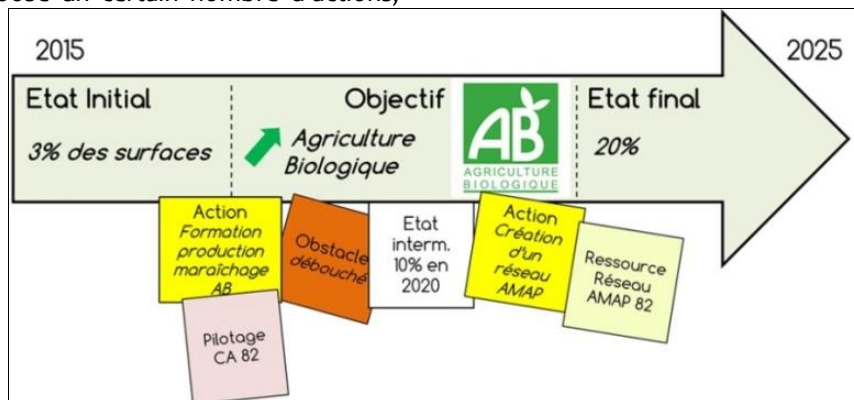 un certain nombre d'actions,
2015
2025
Etat Initial
3% des surfaces
Objectif
Agriculture
Biologique
AB
AGRICULTURE
BIOLOGIQUE
Etat final
20%
Action
Formation
production
maraîchage
AB
Pilotage
CA 82
Obstacle
débouché
Etat
interm.
10% en
2020
Action
Création
d'un
réseau
AMAP
Ressource
Réseau
AMAP 82